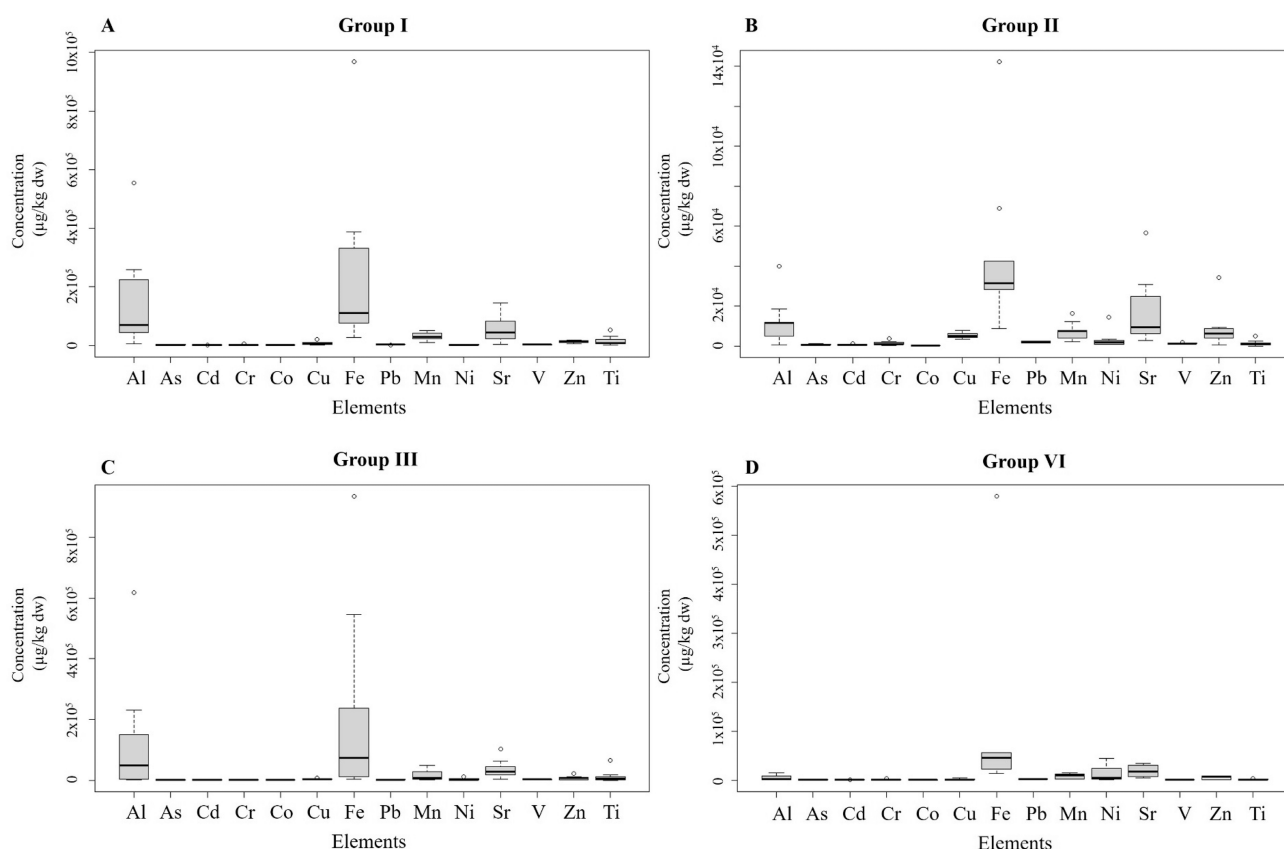 A
Group I
10x10⁵
8x10⁵
6x10⁵
4x10⁵
2x10⁵
0
Concentration
(µg/kg dw)
Al As Cd Cr Co Cu Fe Pb Mn Ni Sr V Zn Ti
Elements
B
Group II
14x10⁴
10x10⁴
6x10⁴
2x10⁴
0
Concentration
(µg/kg dw)
Al As Cd Cr Co Cu Fe Pb Mn Ni Sr V Zn Ti
Elements
C
Group III
8x10⁵
6x10⁵
4x10⁵
2x10⁵
0
Concentration
(µg/kg dw)
Al As Cd Cr Co Cu Fe Pb Mn Ni Sr V Zn Ti
Elements
D
Group VI
6x10⁵
5x10⁵
4x10⁵
3x10⁵
2x10⁵
1x10⁵
0
Concentration
(µg/kg dw)
Al As Cd Cr Co Cu Fe Pb Mn Ni Sr V Zn Ti
Elements